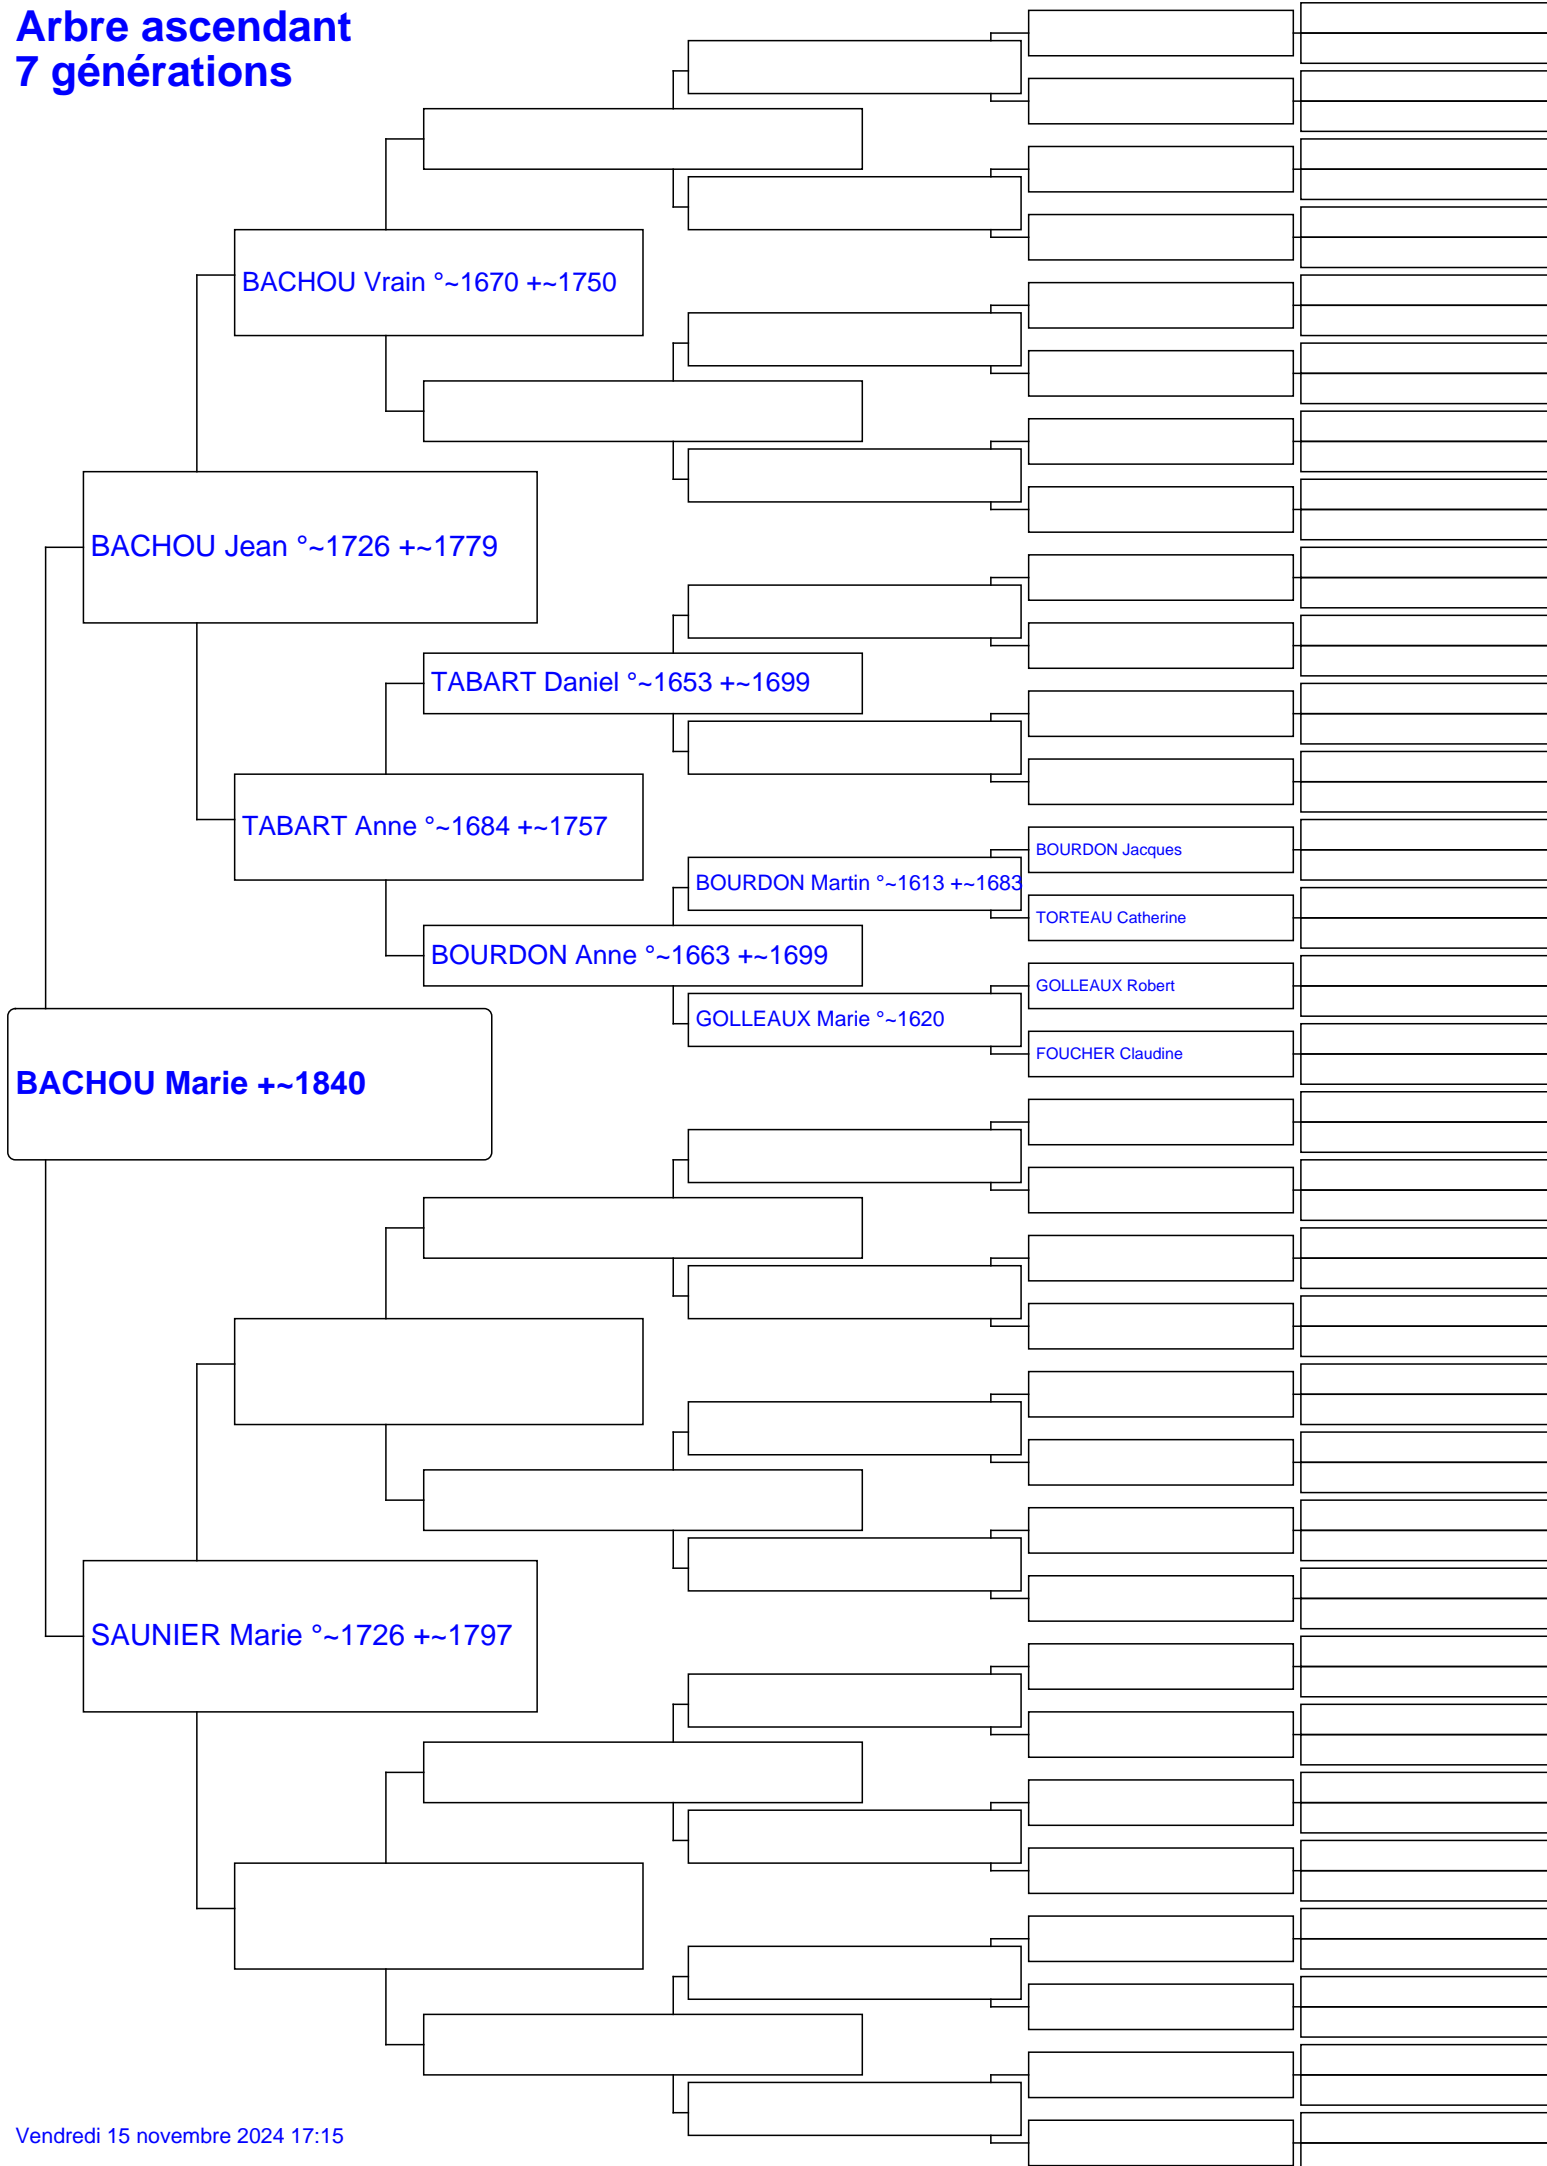 Arbre ascendant
7 générations
BACHOU Vrain °~1670 +~1750
BACHOU Jean °~1726 +~1779
TABART Daniel °~1653 +~1699
TABART Anne °~1684 +~1757
BOURDON Jacques
BOURDON Martin °~1613 +~1683
TORTEAU Catherine
BOURDON Anne °~1663 +~1699
GOLLEAUX Robert
GOLLEAUX Marie °~1620
FOUCHER Claudine
BACHOU Marie +~1840
SAUNIER Marie °~1726 +~1797
Vendredi 15 novembre 2024 17:15